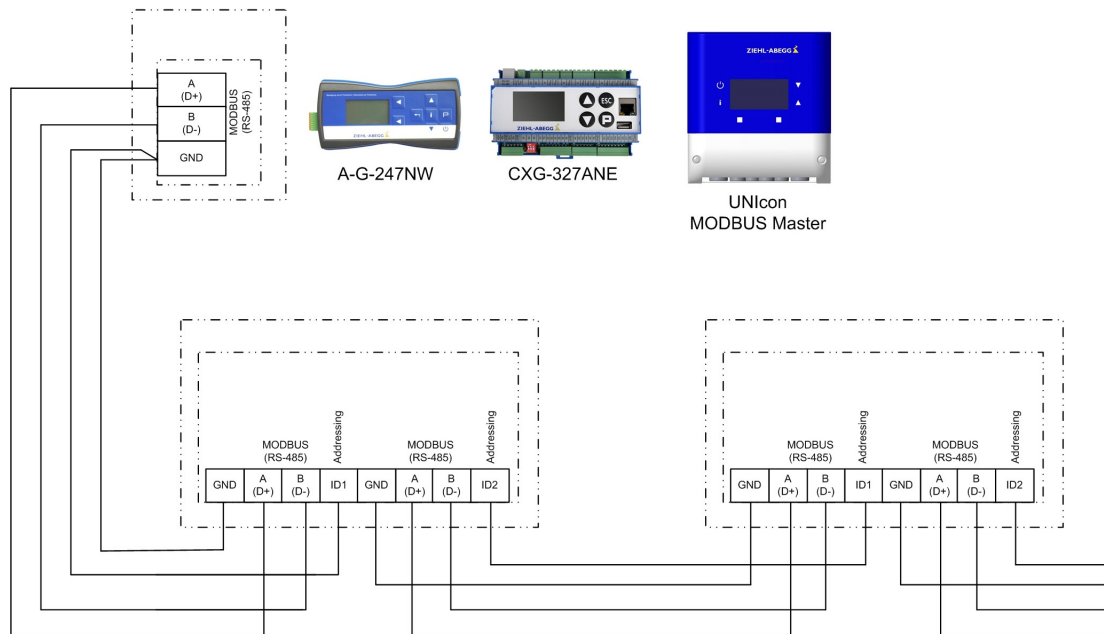 A
(D+)
B
(D-)
GND
MODBUS
(RS-485)
ZIEHL-ABEGG
A-G-247NW
ESC
P
ZIEHL-ABEGG
CXG-327ANE
ZIEHL-ABEGG
i
UNIcon
MODBUS Master
MODBUS
(RS-485)
Addressing
MODBUS
(RS-485)
Addressing
GND
A
(D+)
B
(D-)
ID1
GND
A
(D+)
B
(D-)
ID2
MODBUS
(RS-485)
Addressing
MODBUS
(RS-485)
Addressing
GND
A
(D+)
B
(D-)
ID1
GND
A
(D+)
B
(D-)
ID2